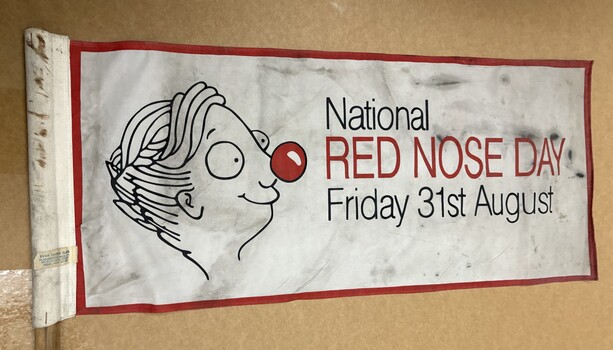 National
RED NOSE DAY
Friday 31st August